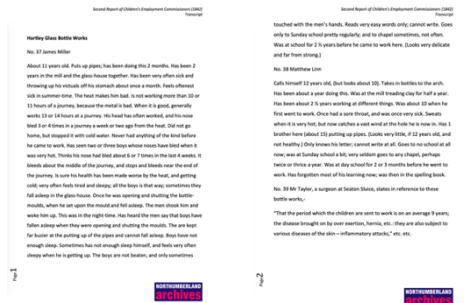 Second Report of Children's Employment Commissioners (1842)
Transcript
Hartley Glass Bottle Works
No. 37 James Miller
About 11 years old. Puts up pipes; has been doing this 2 months. Has been 2
years in the mill and the glass-house together. Has been very often sick and
throwing up his victuals off his stomach about once a month. Feels oftenest
sick in summer-time. The heat makes him bad. Is not working more than 10 or
11 hours of a journey, because the metal is bad. When it is good, generally
works 13 or 14 hours at a journey. His head has often worked, and his nose
bled 3 or 4 times in a journey a week or two ago from the heat. Did not go
home, but stopped it with cold water. Never had anything of the kind before
he came to work. Has seen two or three boys whose noses have bled when it
was very hot. Thinks his nose had bled about 6 or 7 times in the last 4 weeks. It
bleeds about the middle of the journey, and stops and bleeds near the end of
the journey. Is sure his health has been made worse by the heat, and getting
cold; very often feels tired and sleepy; all the boys is that way; sometimes they
fall asleep in the glass-house. Once he was opening and shutting the bottle-
moulds, when he set upon the mould and fell asleep. The men shook him and
woke him up. This was in the night-time. Has heard the men say that boys have
fallen asleep when they were opening and shutting the moulds. The are kept
far busier at the putting up of the pipes and cannot fall asleep. Boys have not
enough sleep. Sometimes has not enough sleep himself, and feels very often
sleepy when he is getting up. The boys are not beaten, and only sometimes
Page 1
NORTHUMBERLAND
archives
Second Report of Children's Employment Commissioners (1842)
Transcript
touched with the men's hands. Reads very easy words only; cannot write. Goes
only to Sunday school pretty regularly; and to chapel sometimes, not often.
Was at school for 2 ½ years before he came to work here. (Looks very delicate
and far from strong.)
No. 38 Matthew Linn
Calls himself 12 years old, (but looks about 10). Takes in bottles to the arch.
Has been about a year doing this. Was at the mill treading clay for half a year.
Has been about 2 ½ years working at different things. Was about 10 when he
first went to work. Once had a sore throat, and was once very sick. Sweats
when it is very hot; but now catches a wind at the hole he is now in. Has 1
brother here (about 15) putting up pipes. (Looks very little, if 12 years old, and
not healthy.) Only knows his letter; cannot write at all. Goes to no school at all
now; was at Sunday school a bit, very seldom goes to any chapel, perhaps
twice or thrice a year. Was at day school for 2 or 3 months before he went to
work. Has forgotten most of his learning now; was then in the spelling book.
No. 39 Mr Taylor, a surgeon at Seaton Sluice, states in reference to these
bottle works,-
"That the period which the children are sent to work is on an average 9 years;
the disease brought on by over exertion, hernia, etc.: they are also subject to
various diseases of the skin – inflammatory attacks," etc. etc.
Page 2
NORTHUMBERLAND
archives